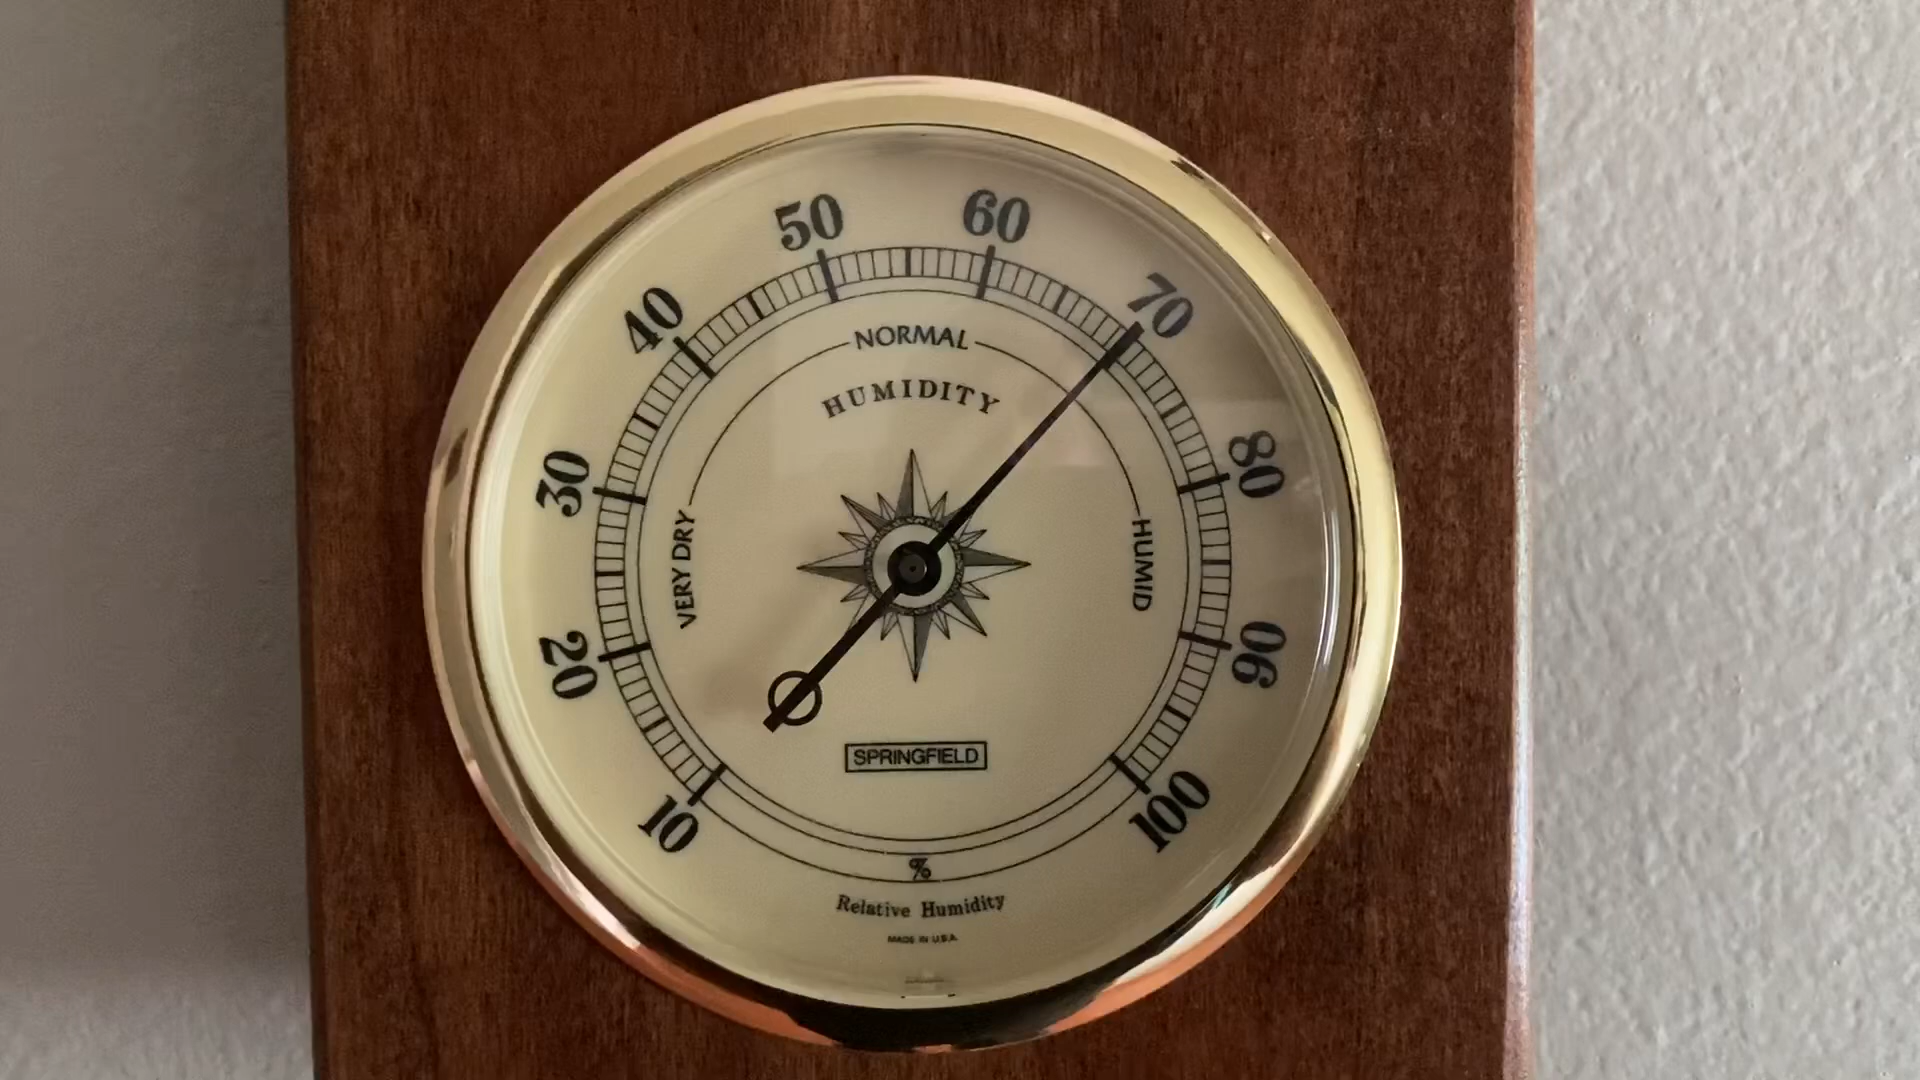 50 60
40 70
NORMAL
HUMIDITY
30 80
VERY DRY HUMID
20 90
SPRINGFIELD
10 100
%
Relative Humidity
MADE IN U.S.A.